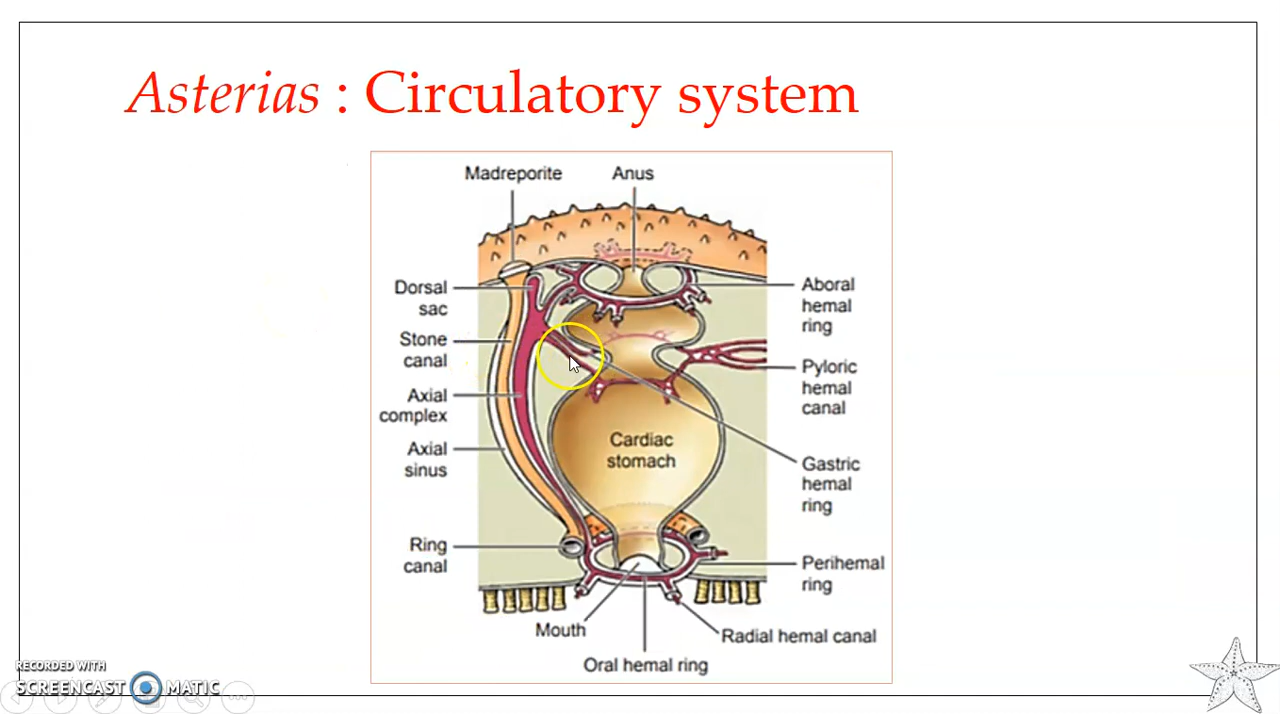 Asterias : Circulatory system
Madreporite
Anus
Dorsal
sac
Stone
canal
Axial
complex
Axial
sinus
Ring
canal
Aboral
hemal
ring
Pyloric
hemal
canal
Cardiac
stomach
Gastric
hemal
ring
Perihemal
ring
Mouth
Radial hemal canal
Oral hemal ring
RECORDED WITH
SCREENCAST MATIC